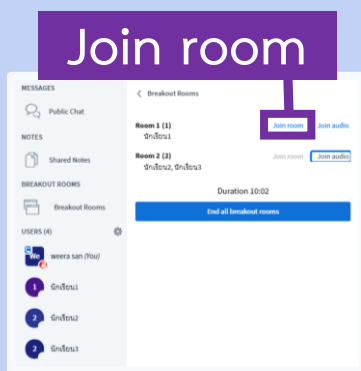 Join room
MESSAGES
Public Chat
NOTES
Shared Notes
BREAKOUT ROOMS
Breakout Rooms
USERS (4)
We weera san (You)
1 นักเรียน1
2 นักเรียน2
2 นักเรียน3
Breakout Rooms
Room 1 (1) Join room Join audio
นักเรียน1
Room 2 (2) Join room Join audio
นักเรียน2, นักเรียน3
Duration 10:02
End all breakout rooms